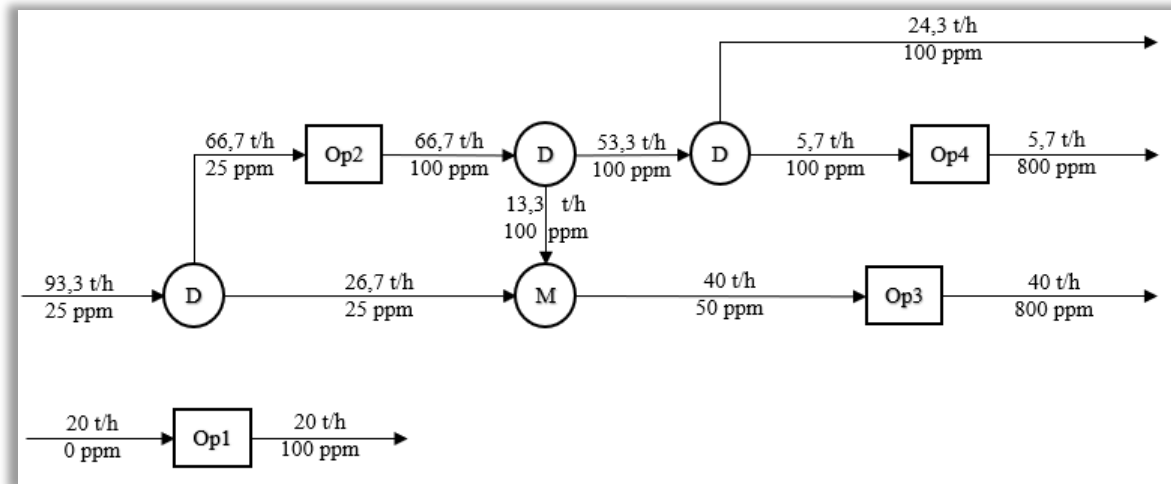 24,3 t/h
100 ppm
66,7 t/h
25 ppm
Op2
66,7 t/h
100 ppm
D
53,3 t/h
100 ppm
D
5,7 t/h
100 ppm
Op4
5,7 t/h
800 ppm
13,3 t/h
100 ppm
93,3 t/h
25 ppm
D
26,7 t/h
25 ppm
M
40 t/h
50 ppm
Op3
40 t/h
800 ppm
20 t/h
0 ppm
Op1
20 t/h
100 ppm